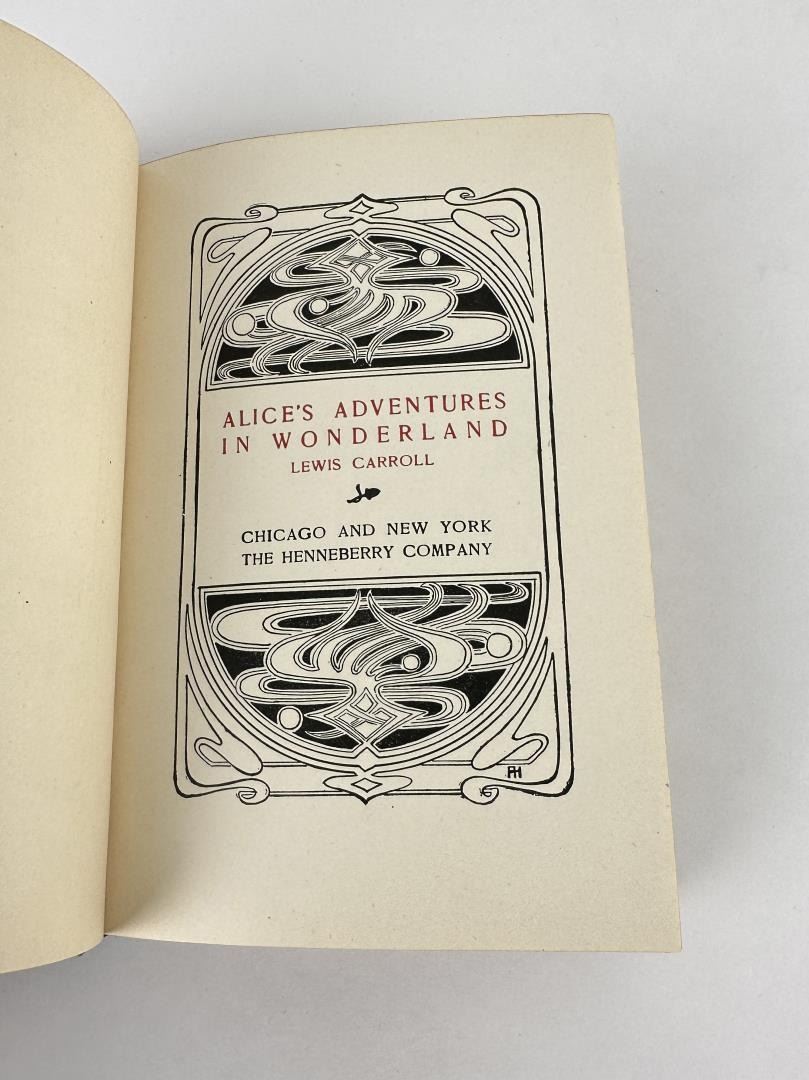 ALICE'S ADVENTURES
IN WONDERLAND
LEWIS CARROLL
CHICAGO AND NEW YORK
THE HENNEBERRY COMPANY